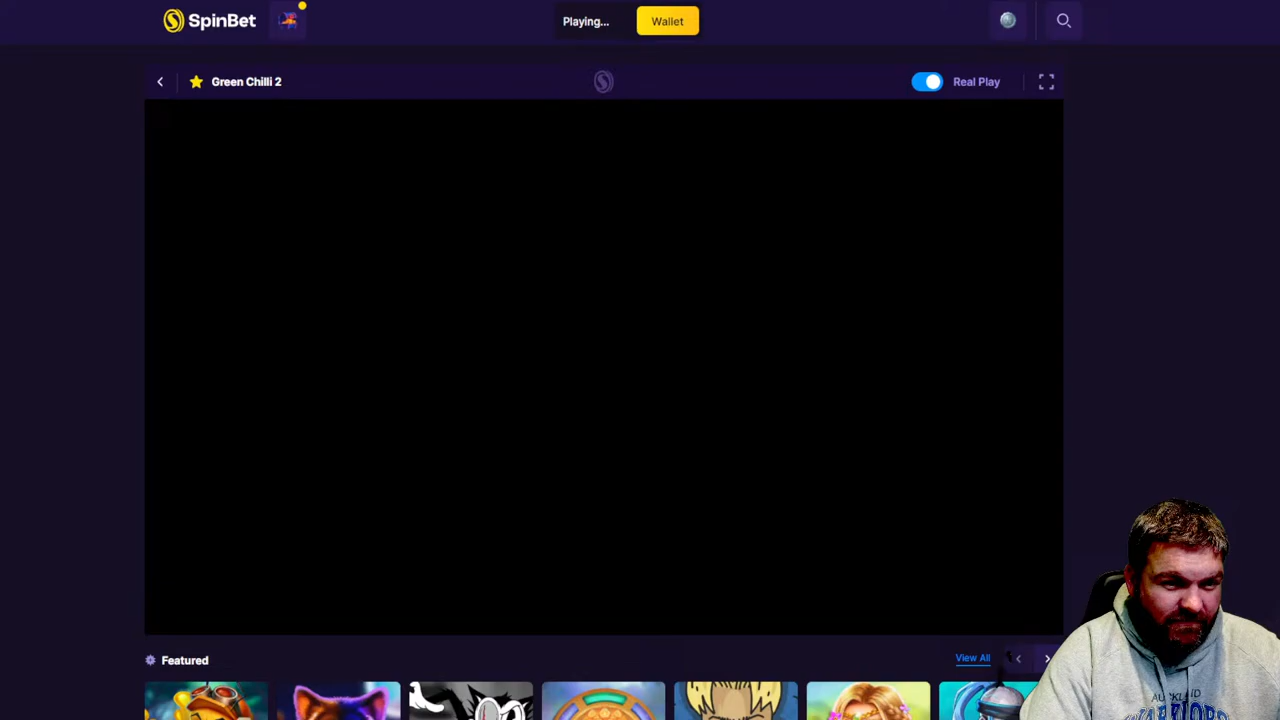 SpinBet
Playing...
Wallet
Green Chilli 2
Real Play
Featured
View All
AUCKLAND
WARRIORS